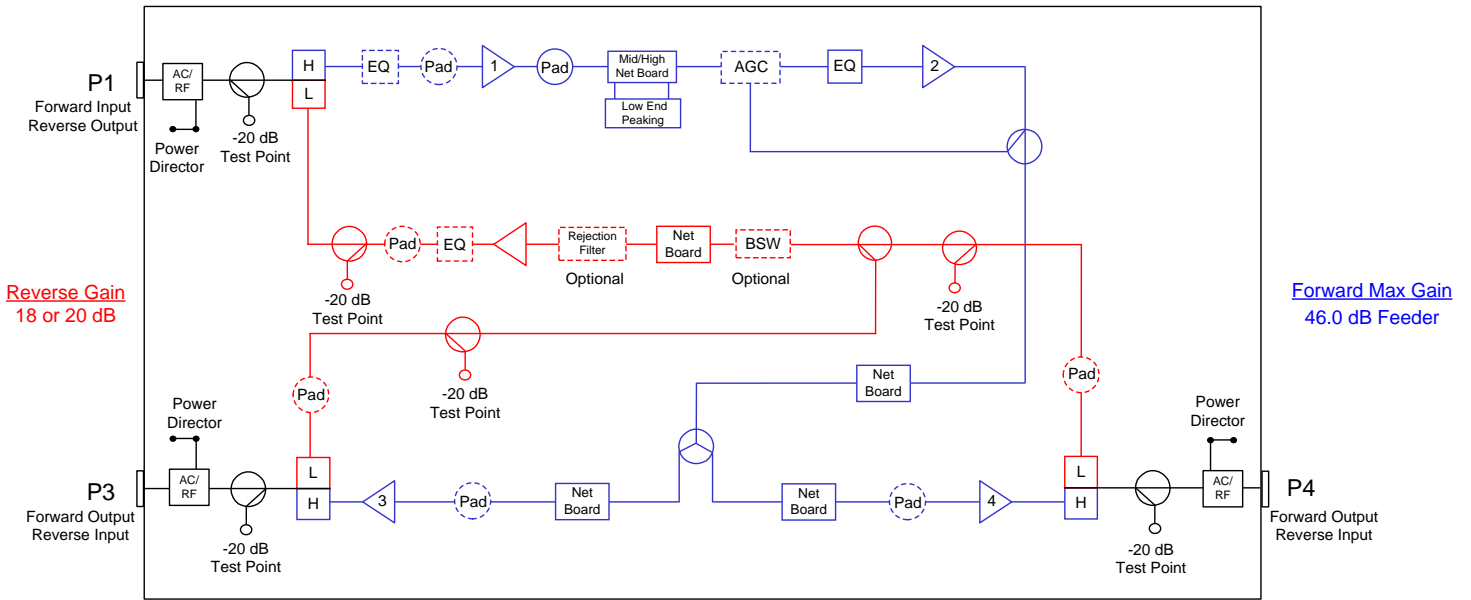 P1
Forward Input
Reverse Output
AC/
RF
Power
Director
-20 dB
Test Point
H
L
EQ
Pad
1
Pad
Mid/High
Net Board
Low End
Peaking
AGC
EQ
2
-20 dB
Test Point
Pad
EQ
Rejection
Filter
Optional
Net
Board
BSW
Optional
-20 dB
Test Point
Reverse Gain
18 or 20 dB
Forward Max Gain
46.0 dB Feeder
-20 dB
Test Point
Pad
Net
Board
Pad
Power
Director
P3
Forward Output
Reverse Input
AC/
RF
-20 dB
Test Point
L
H
3
Pad
Net
Board
Net
Board
Pad
4
L
H
-20 dB
Test Point
Power
Director
AC/
RF
P4
Forward Output
Reverse Input